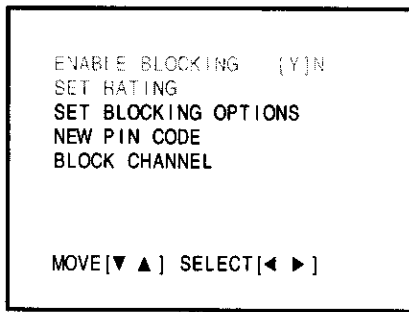 ENABLE BLOCKING [Y]N
SET RATING
SET BLOCKING OPTIONS
NEW PIN CODE
BLOCK CHANNEL
MOVE[▼ ▲] SELECT[◄ ►]